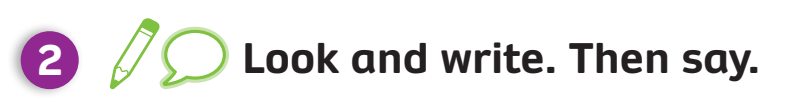 2 Look and write. Then say.